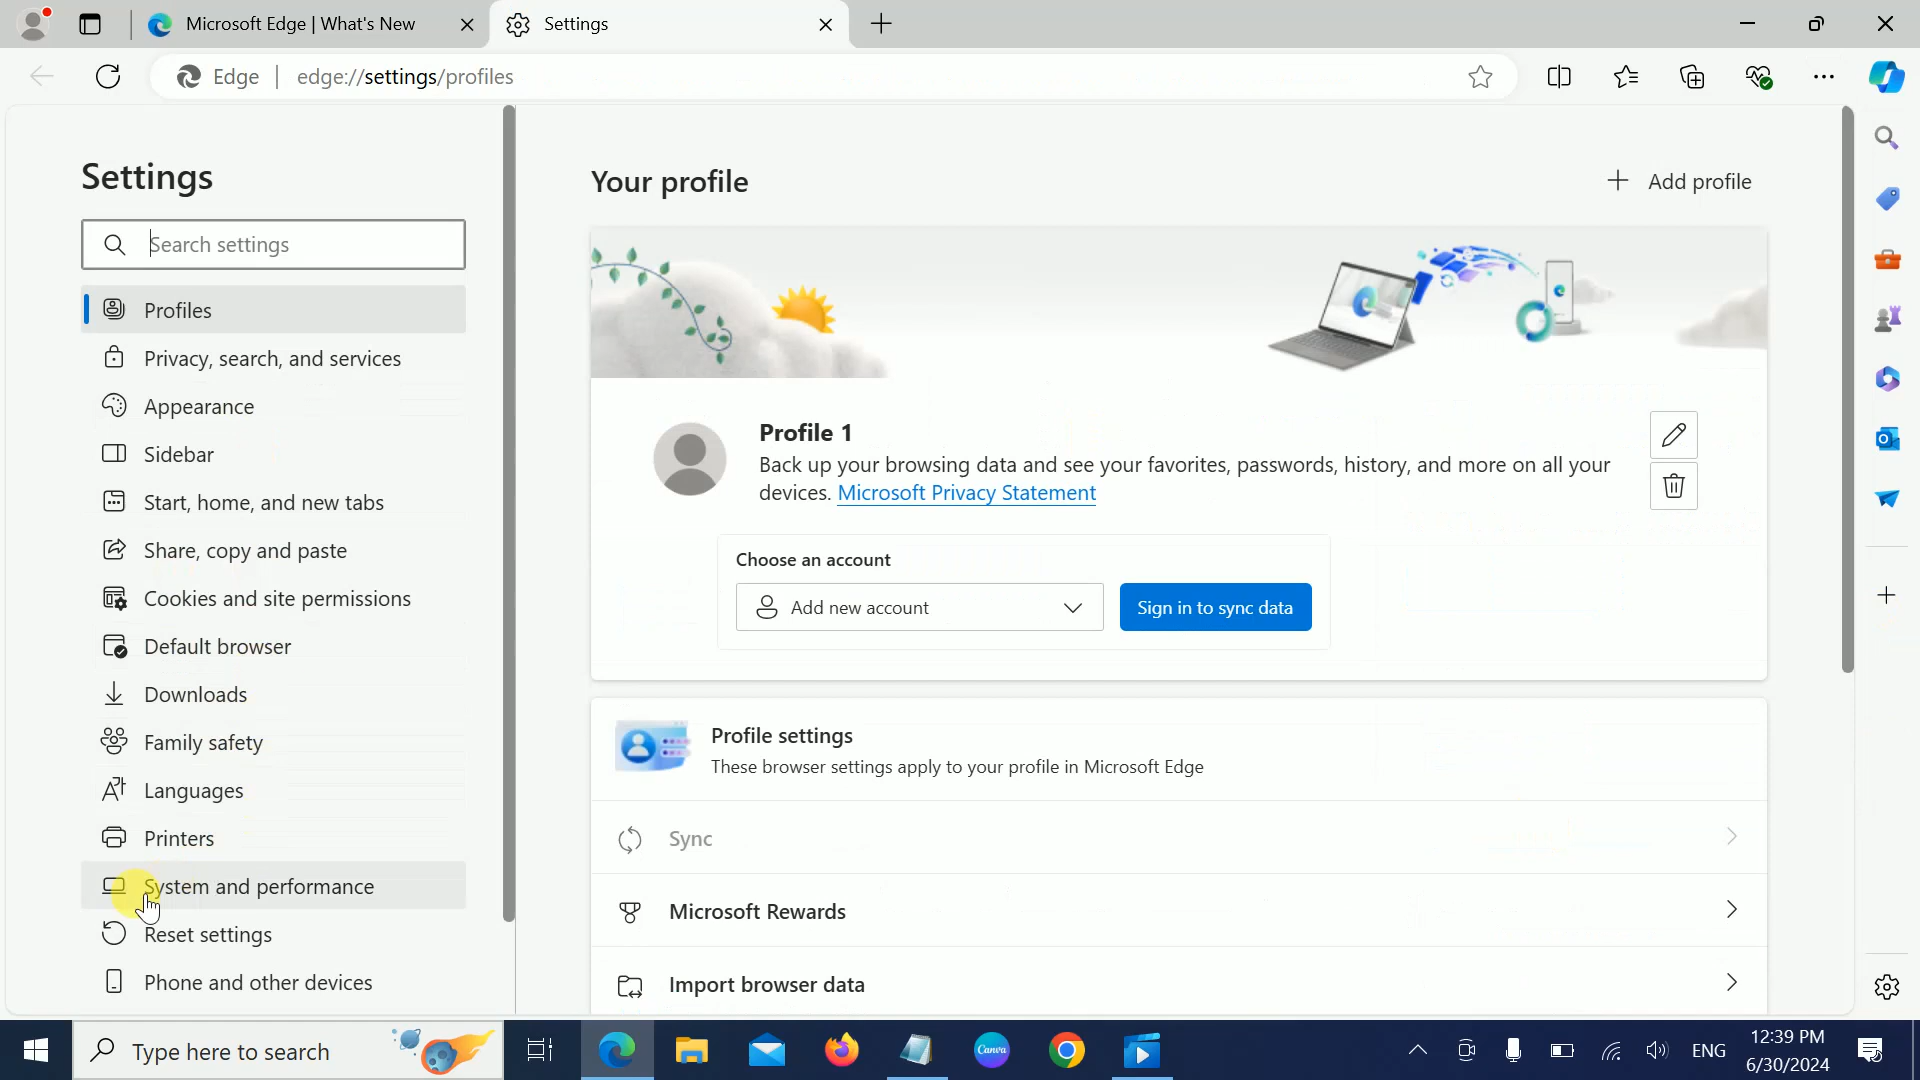 Microsoft Edge | What's New
Settings
Edge
edge://settings/profiles
Settings
Search settings
Profiles
Privacy, search, and services
Appearance
Sidebar
Start, home, and new tabs
Share, copy and paste
Cookies and site permissions
Default browser
Downloads
Family safety
Languages
Printers
System and performance
Reset settings
Phone and other devices
Your profile
Add profile
Profile 1
Back up your browsing data and see your favorites, passwords, history, and more on all your
devices. Microsoft Privacy Statement
Choose an account
Add new account
Sign in to sync data
Profile settings
These browser settings apply to your profile in Microsoft Edge
Sync
Microsoft Rewards
Import browser data
Type here to search
Canva
ENG
12:39 PM
6/30/2024